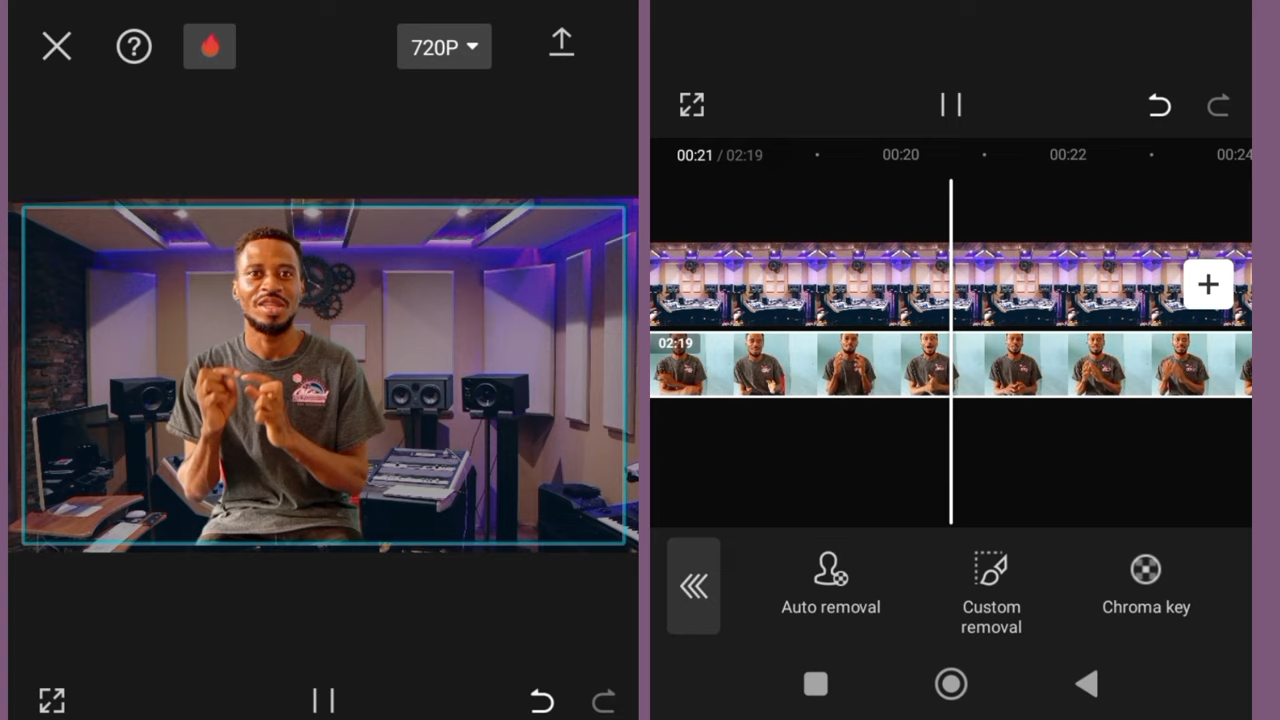 720P
00:21 / 02:19
00:20
00:22
00:24
02:19
Auto removal
Custom
removal
Chroma key